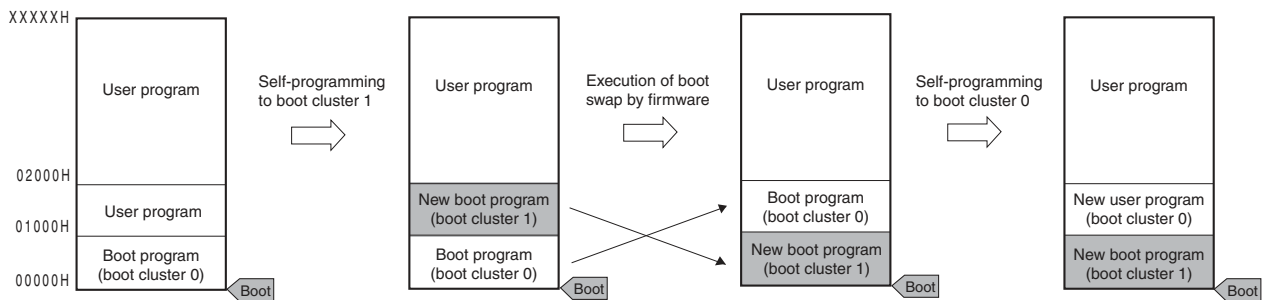 XXXXXH
User program
Self-programming
to boot cluster 1
User program
Execution of boot
swap by firmware
User program
Self-programming
to boot cluster 0
User program
02000H
User program
01000H
Boot program
(boot cluster 0)
00000H
Boot
New boot program
(boot cluster 1)
Boot program
(boot cluster 0)
Boot
Boot program
(boot cluster 0)
New boot program
(boot cluster 1)
Boot
New user program
(boot cluster 0)
New boot program
(boot cluster 1)
Boot